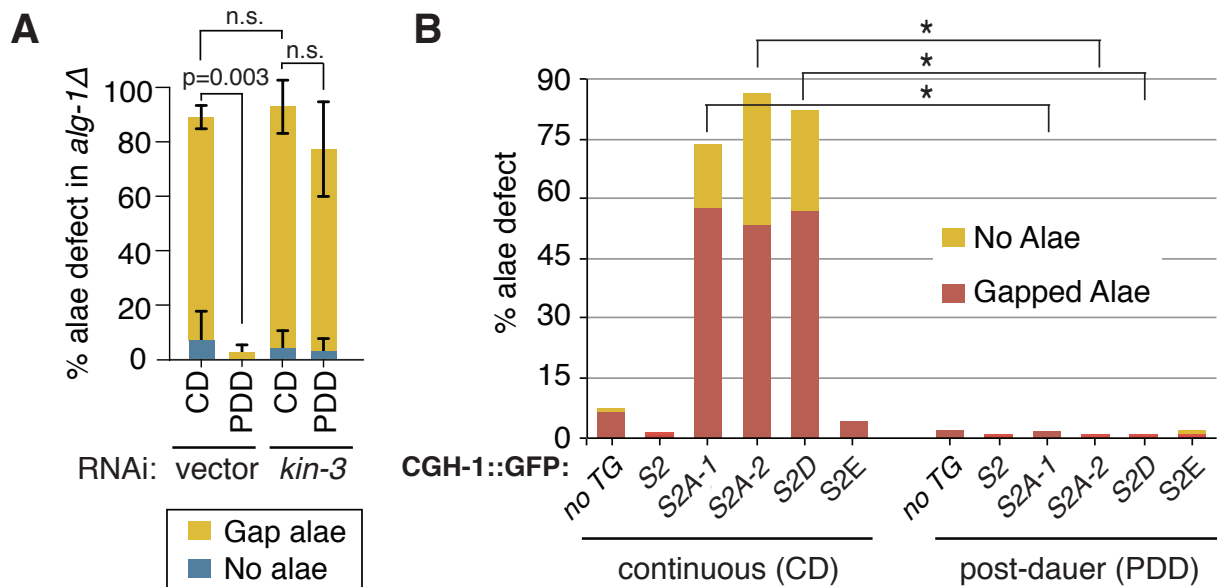 A
n.s.
n.s.
p=0.003
% alae defect in alg-1Δ
100
80
60
40
20
0
CD
PDD
CD
PDD
RNAi: vector kin-3
Gap alae
No alae
B
*
*
*
% alae defect
90
75
60
45
30
15
0
No Alae
Gapped Alae
CGH-1::GFP:
no TG
S2
S2A-1
S2A-2
S2D
S2E
no TG
S2
S2A-1
S2A-2
S2D
S2E
continuous (CD)
post-dauer (PDD)